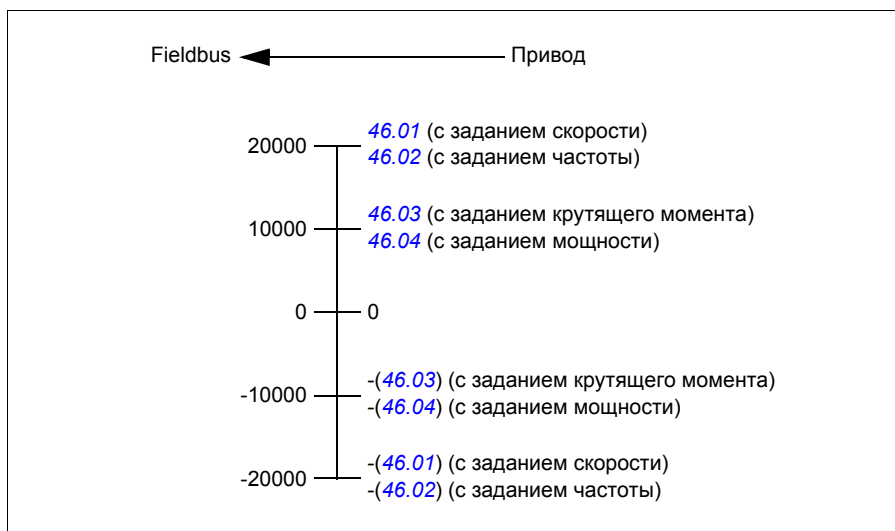 Fieldbus Привод
46.01 (с заданием скорости)
20000
46.02 (с заданием частоты)
46.03 (с заданием крутящего момента)
10000
46.04 (с заданием мощности)
0 0
-(46.03) (с заданием крутящего момента)
-10000
-(46.04) (с заданием мощности)
-(46.01) (с заданием скорости)
-20000
-(46.02) (с заданием частоты)